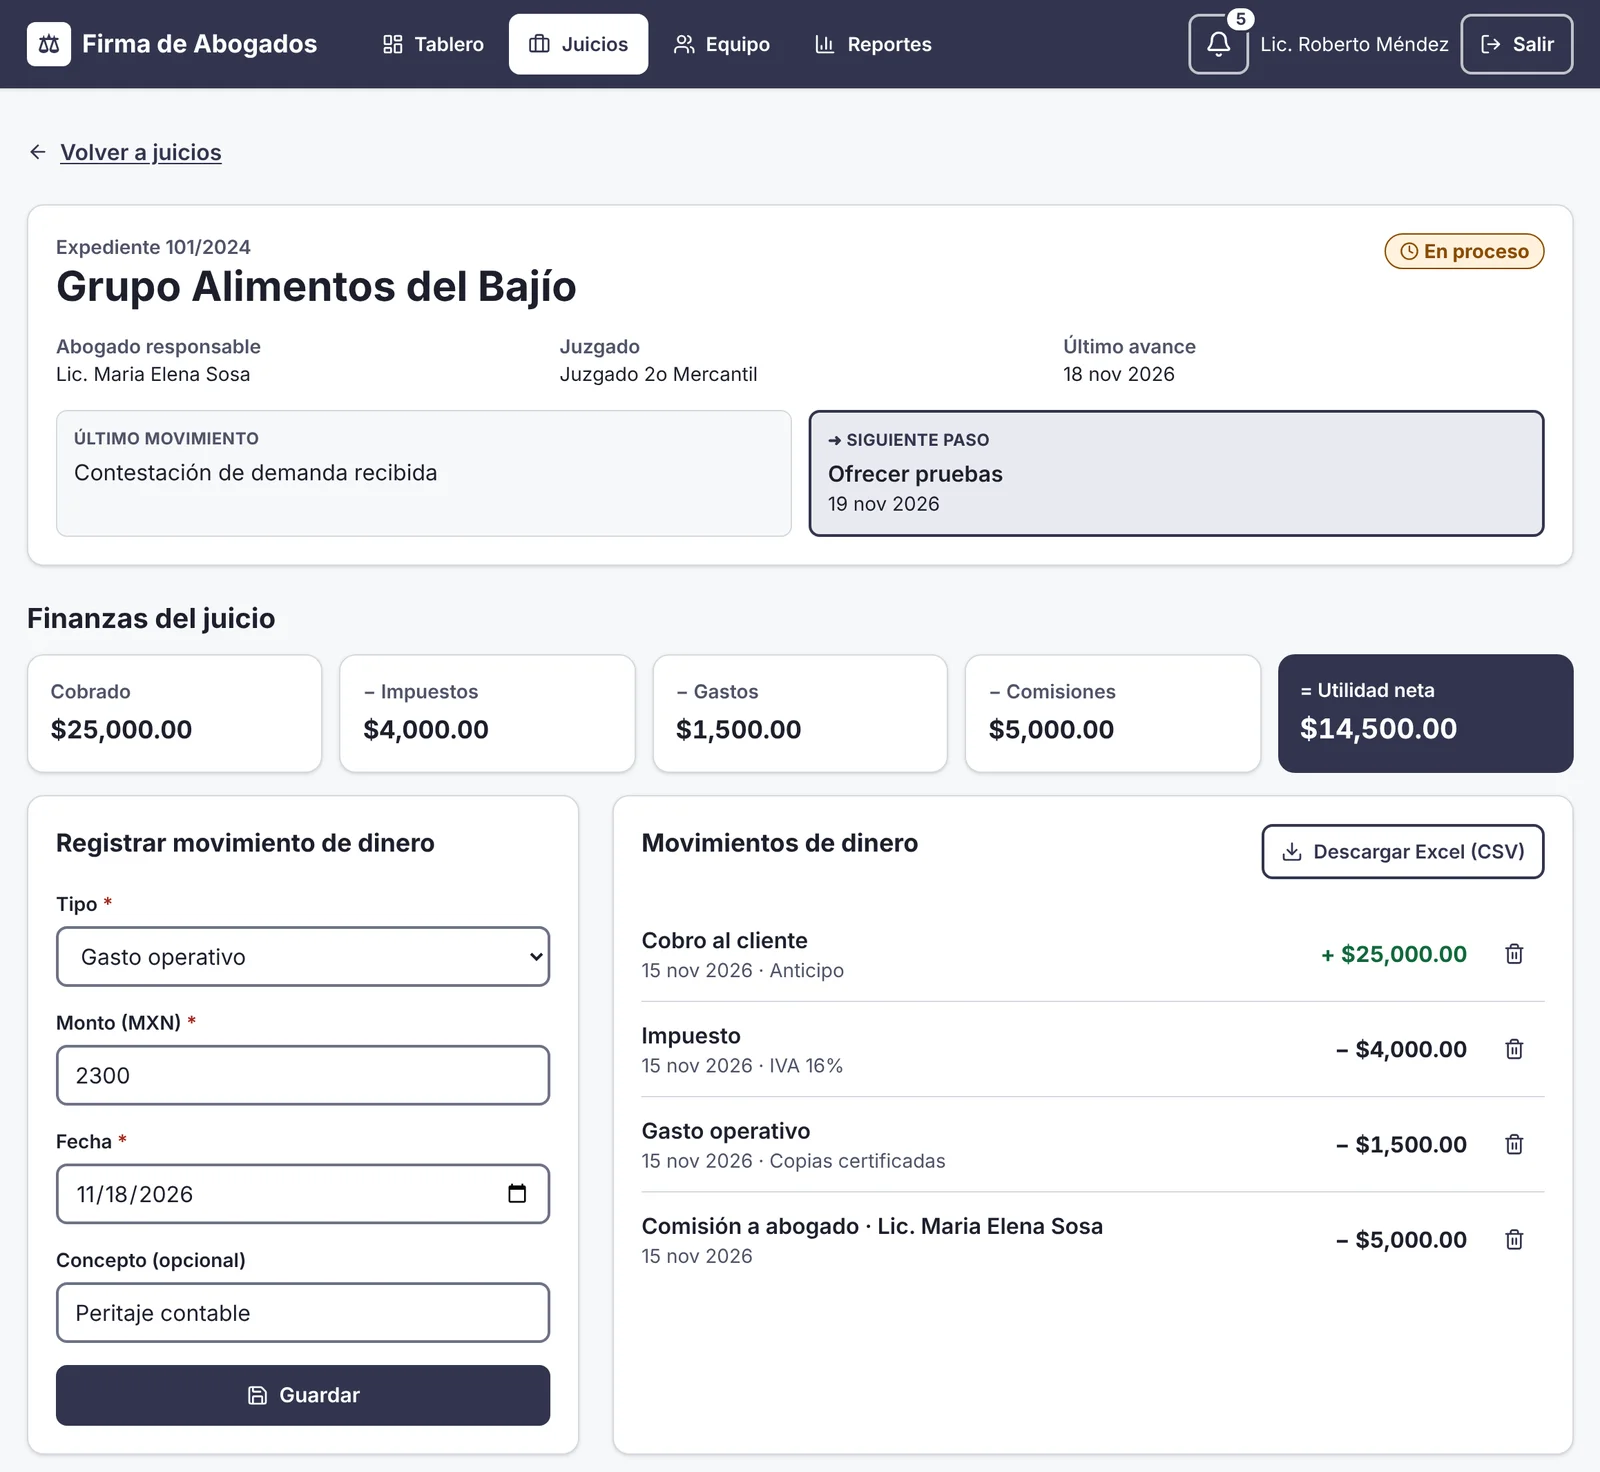 Firma de Abogados
Tablero
Juicios
Equipo
Reportes
5
Lic. Roberto Méndez
Salir
← Volver a juicios
Expediente 101/2024
En proceso
Grupo Alimentos del Bajío
Abogado responsable
Lic. Maria Elena Sosa
Juzgado
Juzgado 2o Mercantil
Último avance
18 nov 2026
ÚLTIMO MOVIMIENTO
Contestación de demanda recibida
→ SIGUIENTE PASO
Ofrecer pruebas
19 nov 2026
Finanzas del juicio
Cobrado
$25,000.00
− Impuestos
$4,000.00
− Gastos
$1,500.00
− Comisiones
$5,000.00
= Utilidad neta
$14,500.00
Registrar movimiento de dinero
Tipo *
Gasto operativo
Monto (MXN) *
2300
Fecha *
11/18/2026
Concepto (opcional)
Peritaje contable
Guardar
Movimientos de dinero
Descargar Excel (CSV)
Cobro al cliente
15 nov 2026 · Anticipo
+ $25,000.00
Impuesto
15 nov 2026 · IVA 16%
− $4,000.00
Gasto operativo
15 nov 2026 · Copias certificadas
− $1,500.00
Comisión a abogado · Lic. Maria Elena Sosa
15 nov 2026
− $5,000.00